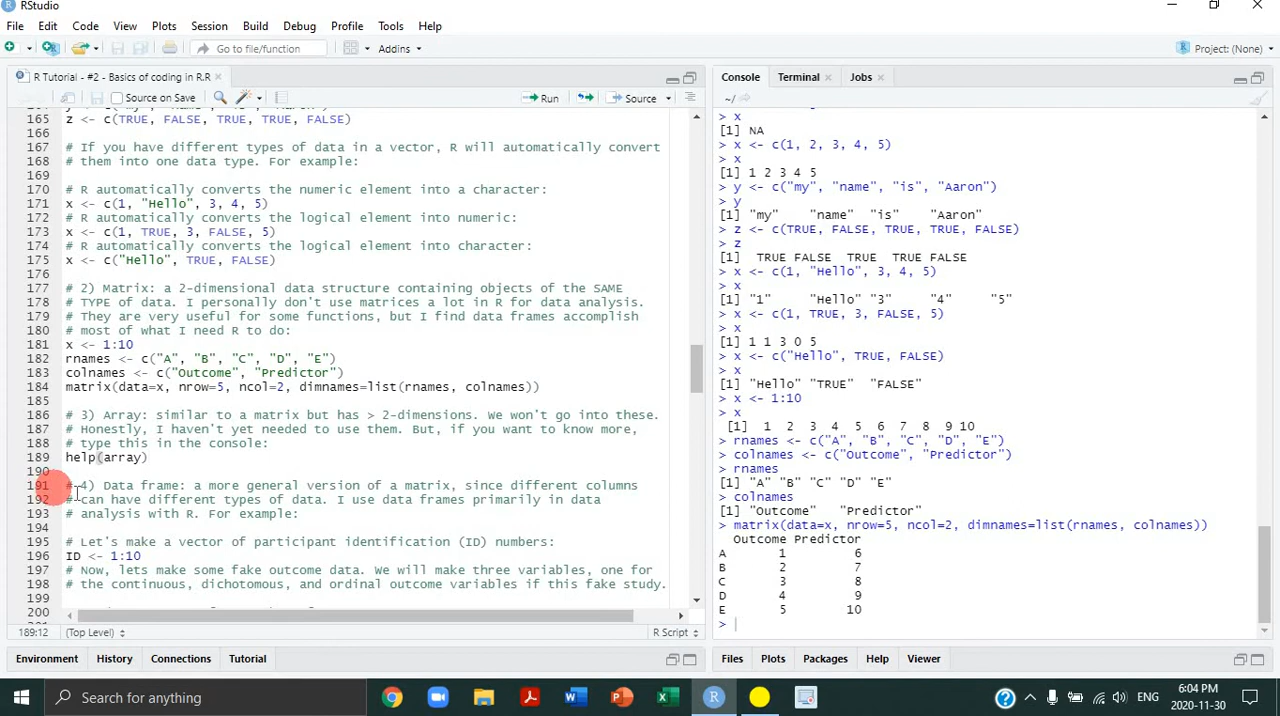 RStudio
File Edit Code View Plots Session Build Debug Profile Tools Help
Go to file/function
Addins
Project: (None)
R Tutorial - #2 - Basics of coding in R.R
Source on Save
Run
Source
165 z <- c(TRUE, FALSE, TRUE, TRUE, FALSE)
166
167 # If you have different types of data in a vector, R will automatically convert
168 # them into one data type. For example:
169
170 # R automatically converts the numeric element into a character:
171 x <- c(1, "Hello", 3, 4, 5)
172 # R automatically converts the logical element into numeric:
173 x <- c(1, TRUE, 3, FALSE, 5)
174 # R automatically converts the logical element into character:
175 x <- c("Hello", TRUE, FALSE)
176
177 # 2) Matrix: a 2-dimensional data structure containing objects of the SAME
178 # TYPE of data. I personally don't use matrices a lot in R for data analysis.
179 # They are very useful for some functions, but I find data frames accomplish
180 # most of what I need R to do:
181 x <- 1:10
182 rnames <- c("A", "B", "C", "D", "E")
183 colnames <- c("Outcome", "Predictor")
184 matrix(data=x, nrow=5, ncol=2, dimnames=list(rnames, colnames))
185
186 # 3) Array: similar to a matrix but has > 2-dimensions. We won't go into these.
187 # Honestly, I haven't yet needed to use them. But, if you want to know more,
188 # type this in the console:
189 help(array)
190
191 # 4) Data frame: a more general version of a matrix, since different columns
192 # can have different types of data. I use data frames primarily in data
193 # analysis with R. For example:
194
195 # Let's make a vector of participant identification (ID) numbers:
196 ID <- 1:10
197 # Now, lets make some fake outcome data. We will make three variables, one for
198 # the continuous, dichotomous, and ordinal outcome variables if this fake study.
199
200
189:12 (Top Level) R Script
Environment History Connections Tutorial
Console Terminal Jobs
~/
> x
[1] NA
> x <- c(1, 2, 3, 4, 5)
> x
[1] 1 2 3 4 5
> y <- c("my", "name", "is", "Aaron")
> y
[1] "my" "name" "is" "Aaron"
> z <- c(TRUE, FALSE, TRUE, TRUE, FALSE)
> z
[1] TRUE FALSE TRUE TRUE FALSE
> x <- c(1, "Hello", 3, 4, 5)
> x
[1] "1" "Hello" "3" "4" "5"
> x <- c(1, TRUE, 3, FALSE, 5)
> x
[1] 1 1 3 0 5
> x <- c("Hello", TRUE, FALSE)
> x
[1] "Hello" "TRUE" "FALSE"
> x <- 1:10
> x
[1] 1 2 3 4 5 6 7 8 9 10
> rnames <- c("A", "B", "C", "D", "E")
> colnames <- c("Outcome", "Predictor")
> rnames
[1] "A" "B" "C" "D" "E"
> colnames
[1] "Outcome" "Predictor"
> matrix(data=x, nrow=5, ncol=2, dimnames=list(rnames, colnames))
Outcome Predictor
A 1 6
B 2 7
C 3 8
D 4 9
E 5 10
>
Files Plots Packages Help Viewer
Search for anything
ENG
6:04 PM
2020-11-30